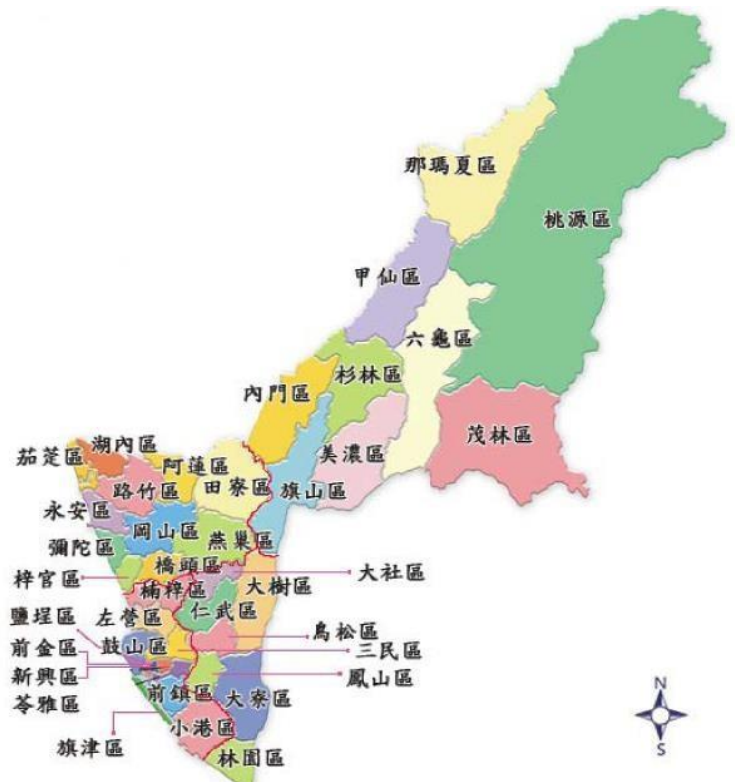 那瑪夏區
桃源區
甲仙區
六龜區
杉林區
內門區
茂林區
美濃區
旗山區
湖內區
茄萣區
阿蓮區
路竹區
田寮區
永安區
岡山區
燕巢區
彌陀區
橋頭區
梓官區
楠梓區
大社區
大樹區
仁武區
鹽埕區
左營區
鳥松區
鼓山區
三民區
前金區
新興區
鳳山區
苓雅區
前鎮區
大寮區
小港區
旗津區
林園區
N
S